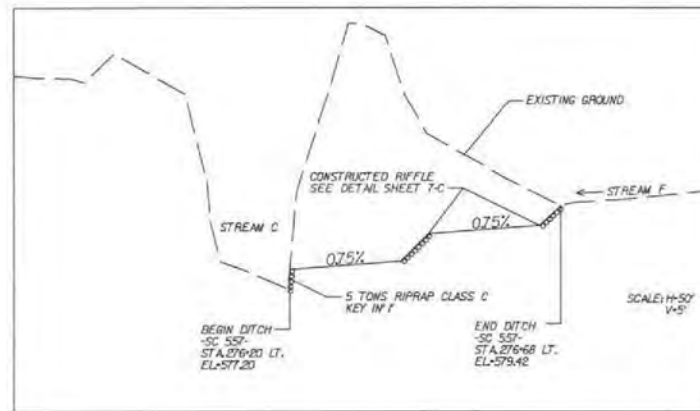 EXISTING GROUND
CONSTRUCTED RIFFLE
SEE DETAIL SHEET 7-C
STREAM F
0.75%
STREAM C
0.75%
5 TONS RIPRAP CLASS C
KEY IN 1'
SCALE: H=50'
V=5'
BEGIN DITCH
-SC 557-
STA.276+20 LT.
EL=577.20
END DITCH
-SC 557-
STA.276+68 LT.
EL=579.42